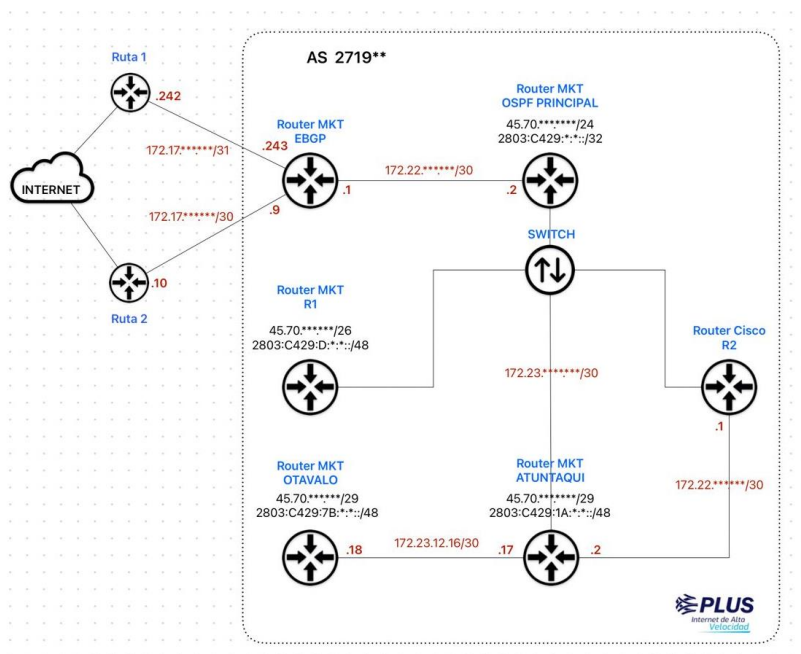 AS 2719**
Ruta 1
.242
172.17.***.***/31
.243
Router MKT
EBGP
.1
172.22.***.***/30
.2
Router MKT
OSPF PRINCIPAL
45.70.***.***/24
2803:C429:*:*::/32
INTERNET
172.17.***.***/30
.9
.10
Ruta 2
SWITCH
Router MKT
R1
45.70.***.***/26
2803:C429:D:*:*::/48
172.23.***.***/30
Router Cisco
R2
.1
172.22.***.***/30
Router MKT
OTAVALO
45.70.***.***/29
2803:C429:7B:*:*::/48
.18
172.23.12.16/30
.17
Router MKT
ATUNTAQUI
45.70.***.***/29
2803:C429:1A:*:*::/48
.2
PLUS
Internet de Alta
Velocidad